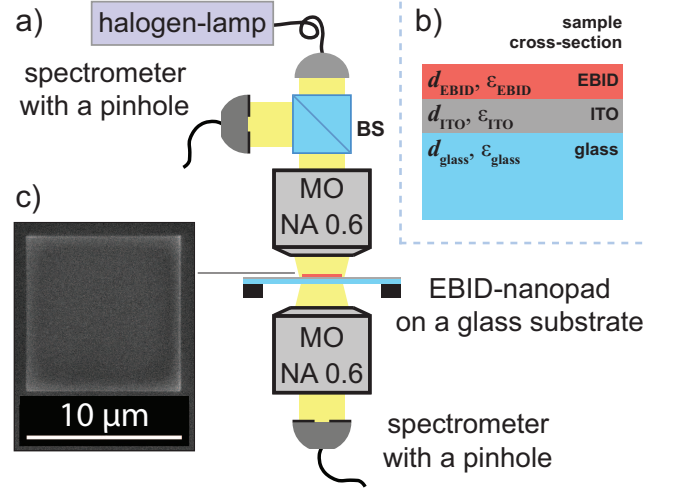 a)
halogen-lamp
spectrometer
with a pinhole
BS
MO
NA 0.6
b)
sample
cross-section
d_EBID, ε_EBID
EBID
d_ITO, ε_ITO
ITO
d_glass, ε_glass
glass
c)
10 μm
EBID-nanopad
on a glass substrate
MO
NA 0.6
spectrometer
with a pinhole